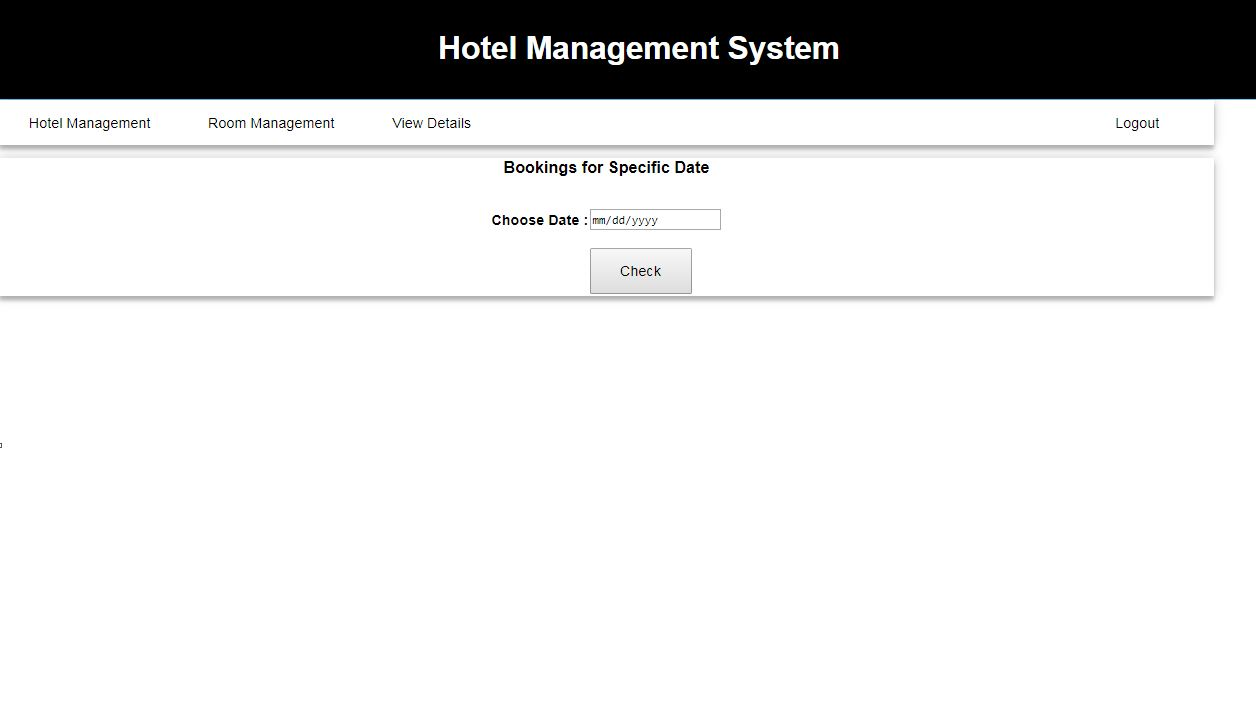 Hotel Management System
Hotel Management Room Management View Details Logout
Bookings for Specific Date
Choose Date : mm/dd/yyyy
Check